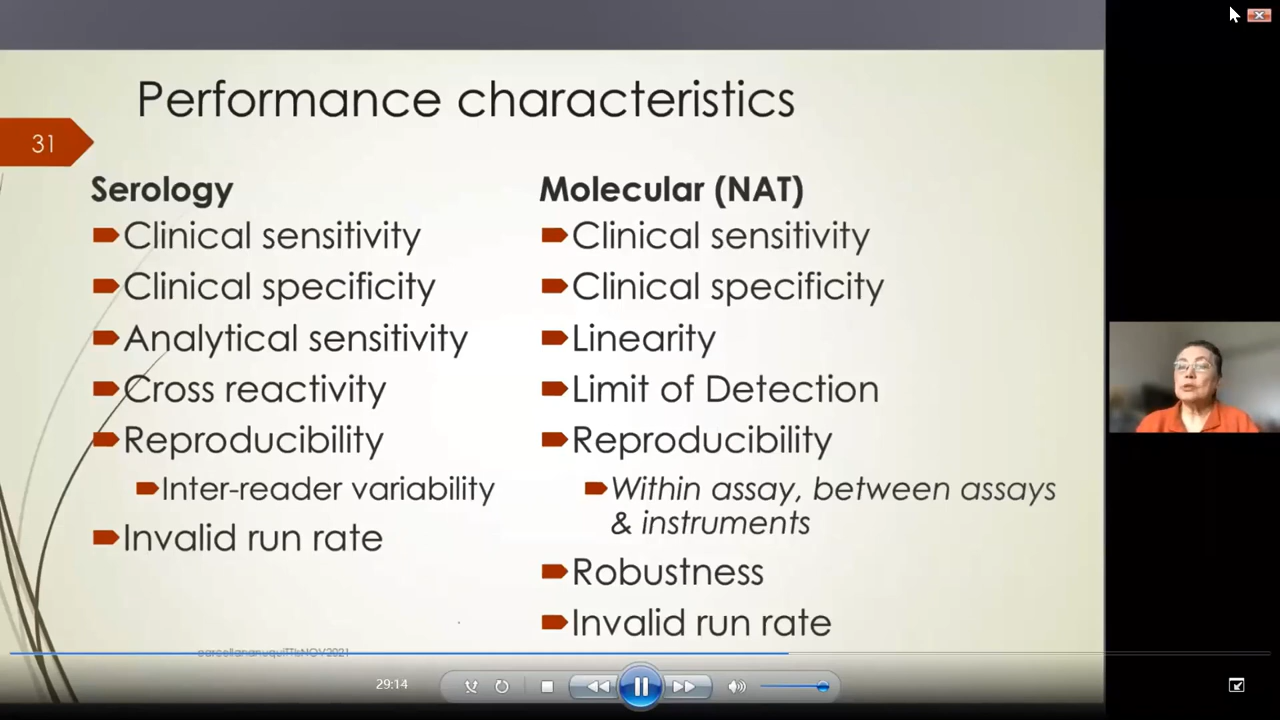 Performance characteristics
31
Serology
Clinical sensitivity
Clinical specificity
Analytical sensitivity
Cross reactivity
Reproducibility
Inter-reader variability
Invalid run rate
Molecular (NAT)
Clinical sensitivity
Clinical specificity
Linearity
Limit of Detection
Reproducibility
Within assay, between assays
& instruments
Robustness
Invalid run rate
29:14